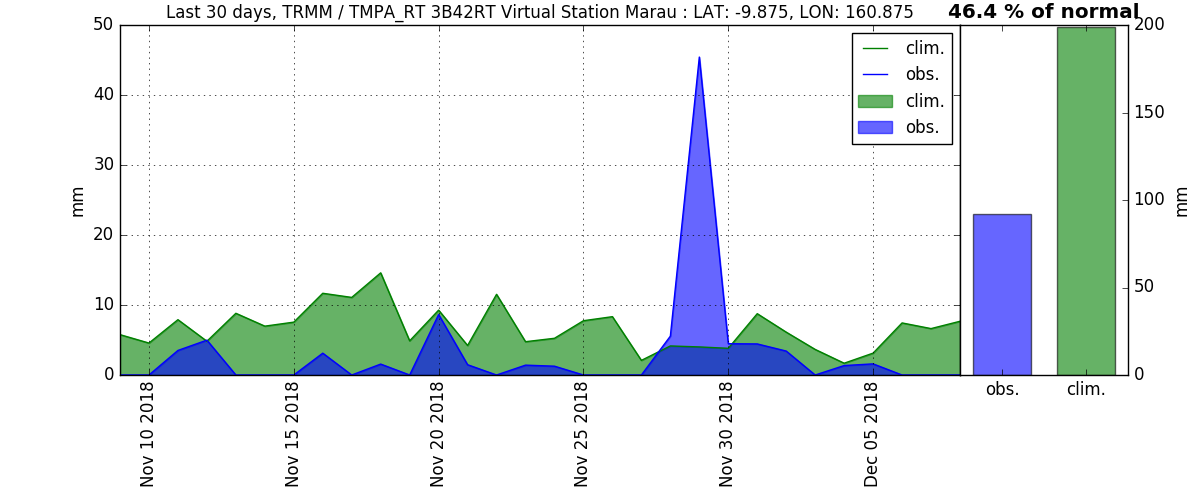 Last 30 days, TRMM / TMPA_RT 3B42RT Virtual Station Marau : LAT: -9.875, LON: 160.875
46.4 % of normal
50
40
30
20
10
0
mm
clim.
obs.
clim.
obs.
200
150
100
50
0
mm
Nov 10 2018
Nov 15 2018
Nov 20 2018
Nov 25 2018
Nov 30 2018
Dec 05 2018
obs.
clim.